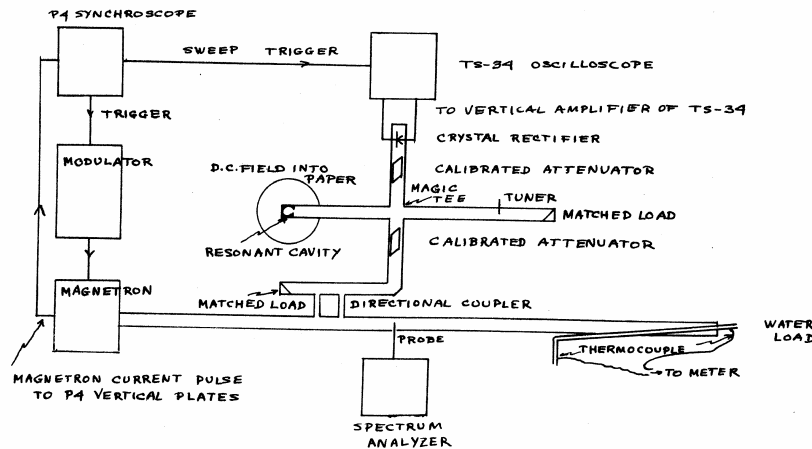 P4 SYNCHROSCOPE
SWEEP TRIGGER
TS-34 OSCILLOSCOPE
TRIGGER
TO VERTICAL AMPLIFIER OF TS-34
CRYSTAL RECTIFIER
MODULATOR
D.C. FIELD INTO
PAPER
CALIBRATED ATTENUATOR
MAGIC
TEE
TUNER
MATCHED LOAD
RESONANT CAVITY
CALIBRATED ATTENUATOR
MAGNETRON
MATCHED LOAD
DIRECTIONAL COUPLER
WATER
LOAD
PROBE
THERMOCOUPLE
TO METER
MAGNETRON CURRENT PULSE
TO P4 VERTICAL PLATES
SPECTRUM
ANALYZER